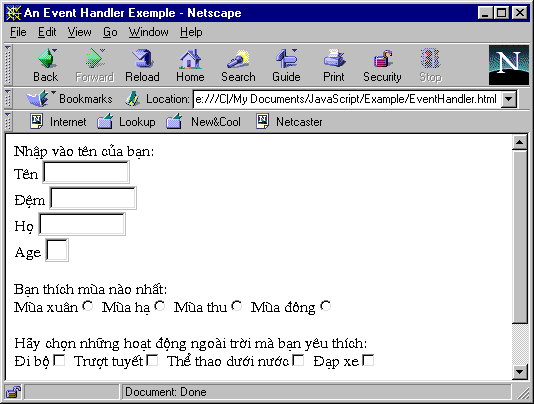 An Event Handler Exemple - Netscape
File Edit View Go Window Help
Back Forward Reload Home Search Guide Print Security Stop
N
Bookmarks Location: e:///C|/My Documents/JavaScript/Example/EventHandler.html
Internet Lookup New&Cool Netcaster
Nhập vào tên của bạn:
Tên
Đệm
Họ
Age
Bạn thích mùa nào nhất:
Mùa xuân Mùa hạ Mùa thu Mùa đông
Hãy chọn những hoạt động ngoài trời mà bạn yêu thích:
Đi bộ Trượt tuyết Thể thao dưới nước Đạp xe
Document: Done